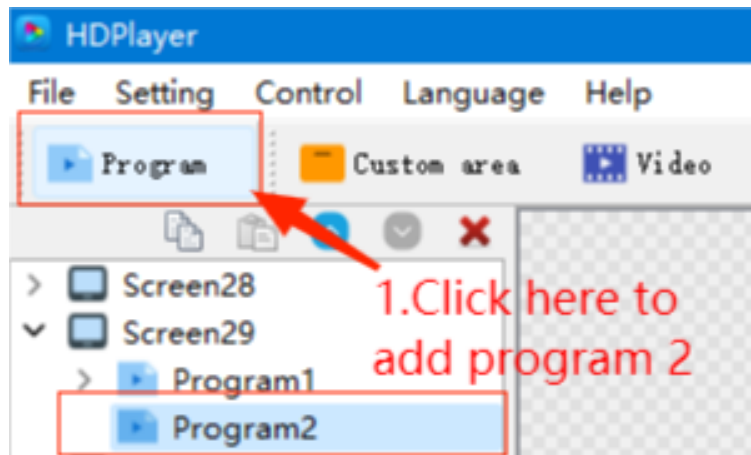 HDPlayer
File Setting Control Language Help
Program Custom area Video
Screen28
Screen29
Program1
Program2
1.Click here to
add program 2